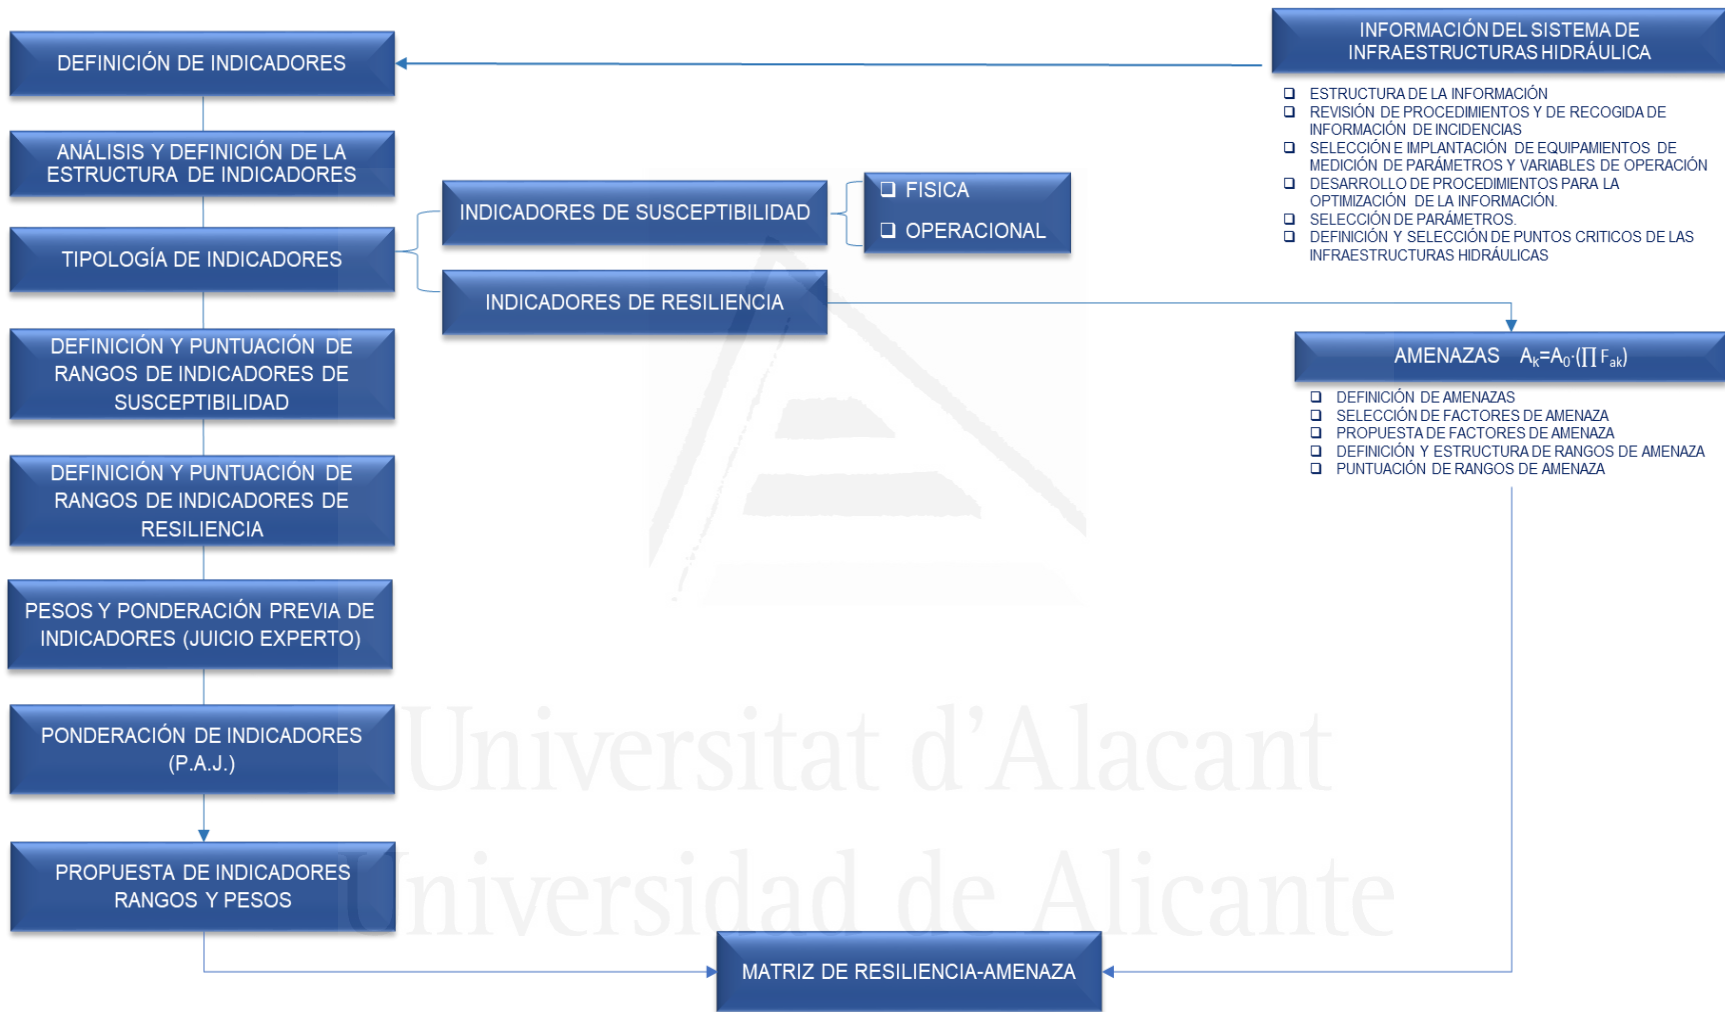 DEFINICIÓN DE INDICADORES
ANÁLISIS Y DEFINICIÓN DE LA
ESTRUCTURA DE INDICADORES
TIPOLOGÍA DE INDICADORES
DEFINICIÓN Y PUNTUACIÓN DE
RANGOS DE INDICADORES DE
SUSCEPTIBILIDAD
DEFINICIÓN Y PUNTUACIÓN DE
RANGOS DE INDICADORES DE
RESILIENCIA
PESOS Y PONDERACIÓN PREVIA DE
INDICADORES (JUICIO EXPERTO)
PONDERACIÓN DE INDICADORES
(P.A.J.)
PROPUESTA DE INDICADORES
RANGOS Y PESOS
INDICADORES DE SUSCEPTIBILIDAD
❑ FISICA
❑ OPERACIONAL
INDICADORES DE RESILIENCIA
INFORMACIÓN DEL SISTEMA DE
INFRAESTRUCTURAS HIDRÁULICA
❑ ESTRUCTURA DE LA INFORMACIÓN
❑ REVISIÓN DE PROCEDIMIENTOS Y DE RECOGIDA DE
INFORMACIÓN DE INCIDENCIAS
❑ SELECCIÓN E IMPLANTACIÓN DE EQUIPAMIENTOS DE
MEDICIÓN DE PARÁMETROS Y VARIABLES DE OPERACIÓN
❑ DESARROLLO DE PROCEDIMIENTOS PARA LA
OPTIMIZACIÓN DE LA INFORMACIÓN.
❑ SELECCIÓN DE PARÁMETROS.
❑ DEFINICIÓN Y SELECCIÓN DE PUNTOS CRITICOS DE LAS
INFRAESTRUCTURAS HIDRÁULICAS
AMENAZAS Aₖ=A₀·(∏ Fₐₖ)
❑ DEFINICIÓN DE AMENAZAS
❑ SELECCIÓN DE FACTORES DE AMENAZA
❑ PROPUESTA DE FACTORES DE AMENAZA
❑ DEFINICIÓN Y ESTRUCTURA DE RANGOS DE AMENAZA
❑ PUNTUACIÓN DE RANGOS DE AMENAZA
MATRIZ DE RESILIENCIA-AMENAZA
Universitat d'Alacant
Universidad de Alicante